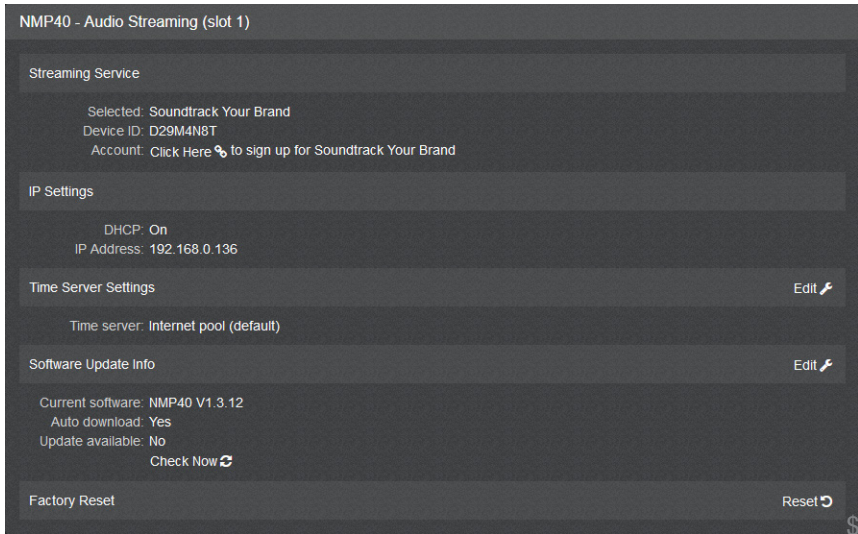 NMP40 - Audio Streaming (slot 1)
Streaming Service
Selected: Soundtrack Your Brand
Device ID: D29M4N8T
Account: Click Here to sign up for Soundtrack Your Brand
IP Settings
DHCP: On
IP Address: 192.168.0.136
Time Server Settings Edit
Time server: Internet pool (default)
Software Update Info Edit
Current software: NMP40 V1.3.12
Auto download: Yes
Update available: No
Check Now
Factory Reset Reset
$